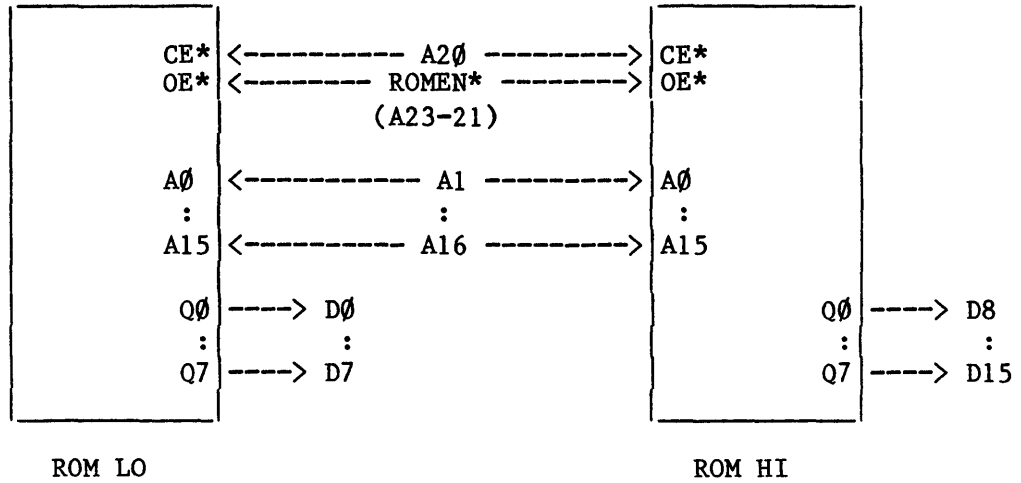 CE* <----------- A20 -----------> CE*
OE* <-------- ROMEN* --------> OE*
(A23-21)
A0 <------------ A1 ------------> A0
: : :
A15 <------------ A16 -----------> A15
Q0 ----> D0 Q0 ----> D8
: : : :
Q7 ----> D7 Q7 ----> D15
ROM LO ROM HI